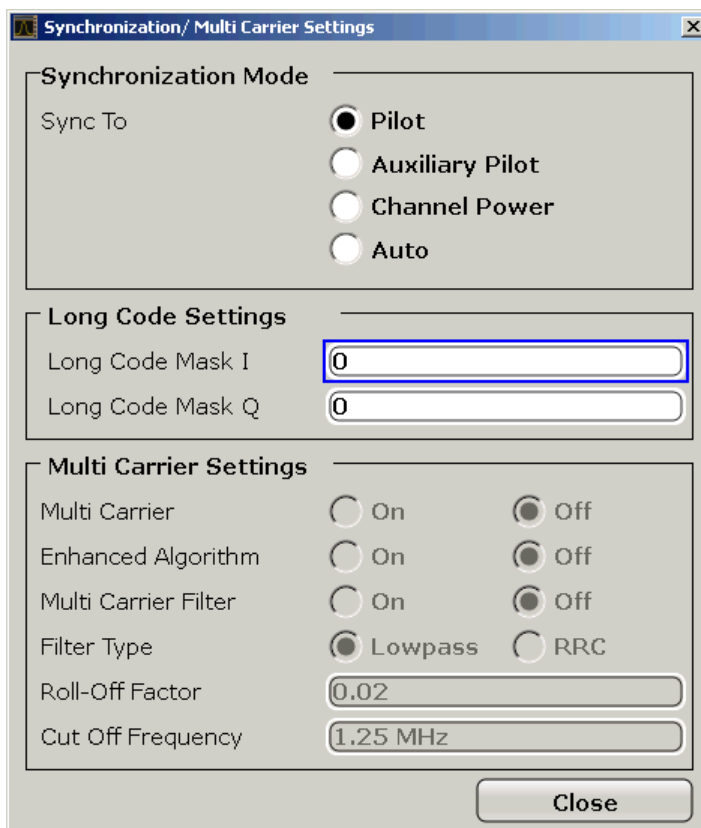 Synchronization/ Multi Carrier Settings
Synchronization Mode
Sync To Pilot
Auxiliary Pilot
Channel Power
Auto
Long Code Settings
Long Code Mask I 0
Long Code Mask Q 0
Multi Carrier Settings
Multi Carrier On Off
Enhanced Algorithm On Off
Multi Carrier Filter On Off
Filter Type Lowpass RRC
Roll-Off Factor 0.02
Cut Off Frequency 1.25 MHz
Close